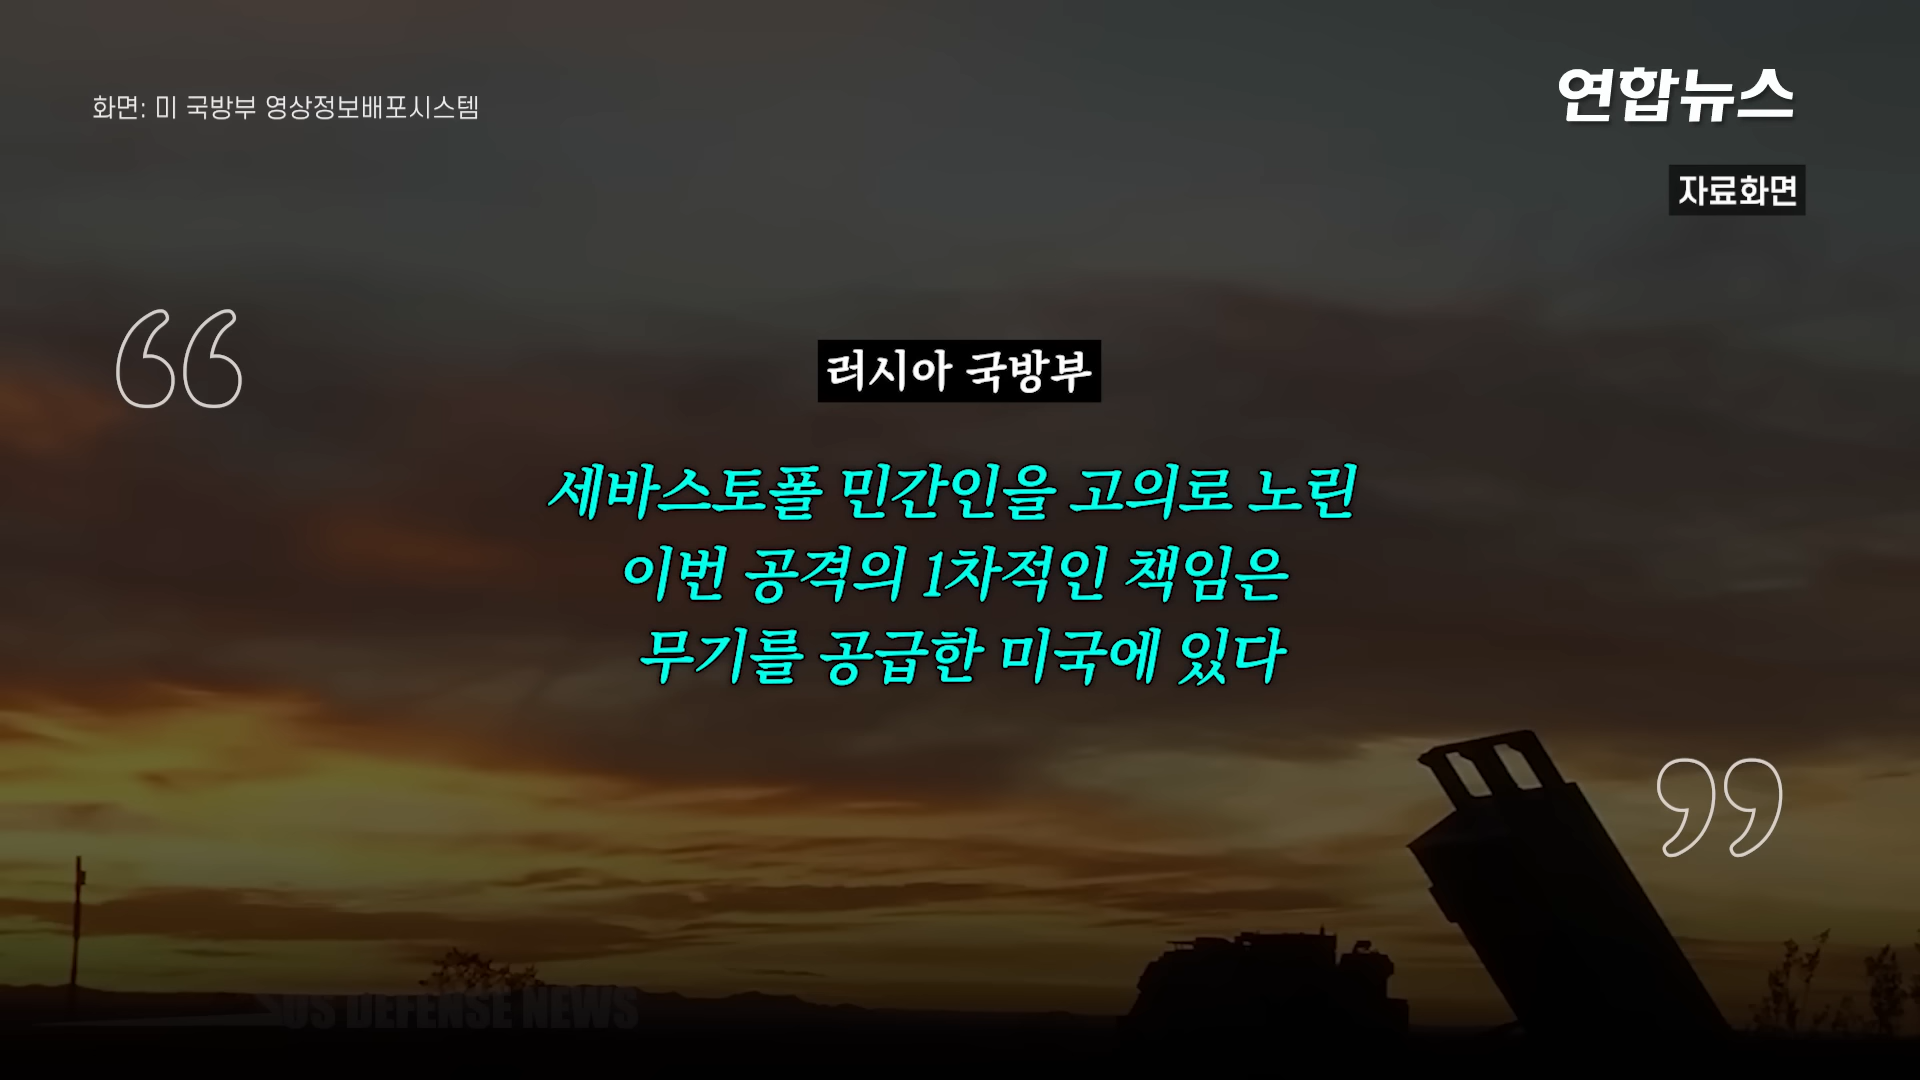 화면: 미 국방부 영상정보배포시스템
연합뉴스
자료화면
러시아 국방부
세바스토폴 민간인을 고의로 노린
이번 공격의 1차적인 책임은
무기를 공급한 미국에 있다
US DEFENSE NEWS